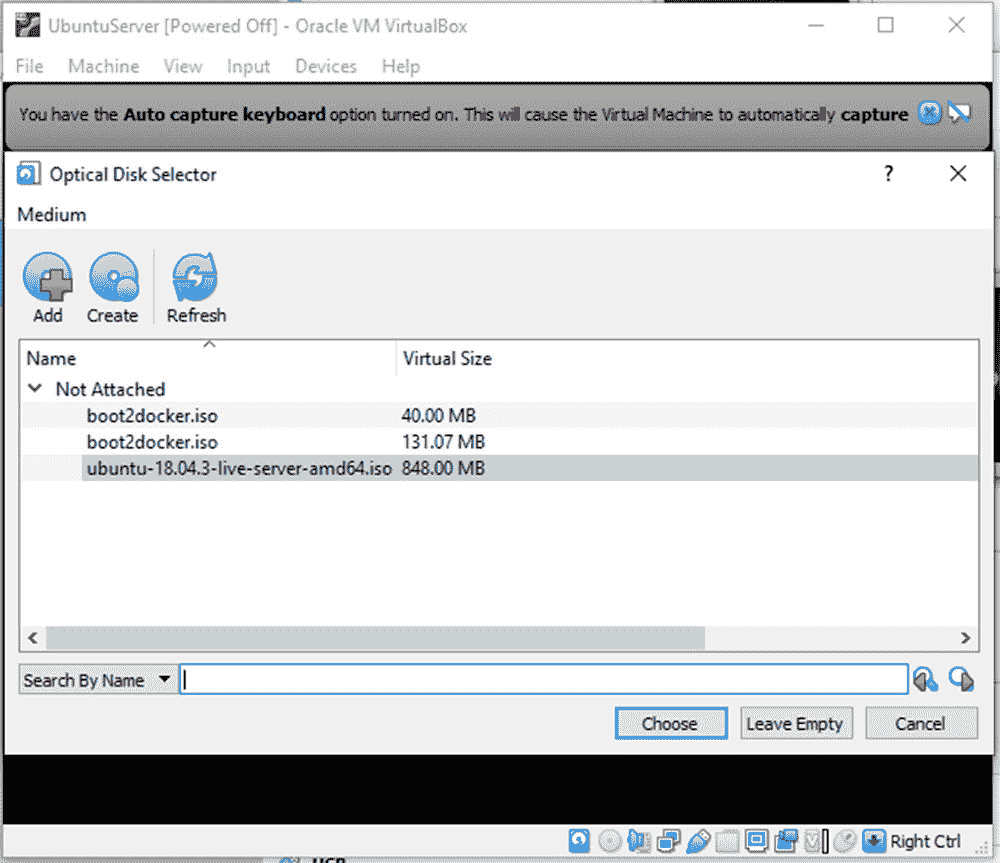 UbuntuServer [Powered Off] - Oracle VM VirtualBox
File Machine View Input Devices Help
You have the Auto capture keyboard option turned on. This will cause the Virtual Machine to automatically capture
Optical Disk Selector ?
Medium
Add Create Refresh
Name Virtual Size
Not Attached
boot2docker.iso 40.00 MB
boot2docker.iso 131.07 MB
ubuntu-18.04.3-live-server-amd64.iso 848.00 MB
Search By Name
Choose Leave Empty Cancel
Right Ctrl